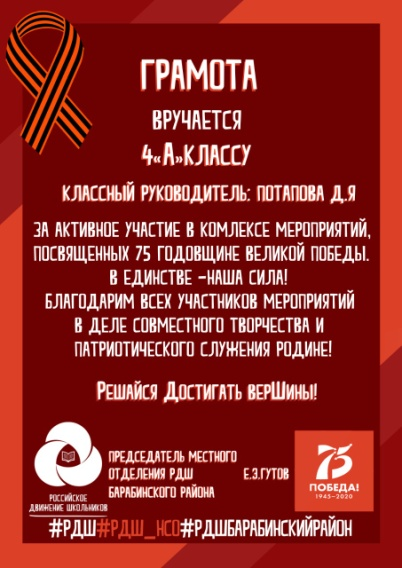 ГРАМОТА
ВРУЧАЕТСЯ
4«А»КЛАССУ
КЛАССНЫЙ РУКОВОДИТЕЛЬ: ПОТАПОВА Д.Я
ЗА АКТИВНОЕ УЧАСТИЕ В КОМЛЕКСЕ МЕРОПРИЯТИЙ,
ПОСВЯЩЕННЫХ 75 ГОДОВЩИНЕ ВЕЛИКОЙ ПОБЕДЫ.
В ЕДИНСТВЕ –НАША СИЛА!
БЛАГОДАРИМ ВСЕХ УЧАСТНИКОВ МЕРОПРИЯТИЙ
В ДЕЛЕ СОВМЕСТНОГО ТВОРЧЕСТВА И
ПАТРИОТИЧЕСКОГО СЛУЖЕНИЯ РОДИНЕ!
Решайся Достигать верШины!
ПРЕДСЕДАТЕЛЬ МЕСТНОГО
ОТДЕЛЕНИЯ РДШ Е.Э.ГУТОВ
БАРАБИНСКОГО РАЙОНА
РОССИЙСКОЕ
ДВИЖЕНИЕ ШКОЛЬНИКОВ
75
ПОБЕДА!
1945–2020
#РДШ#РДШ_НСО#РДШБАРАБИНСКИЙРАЙОН